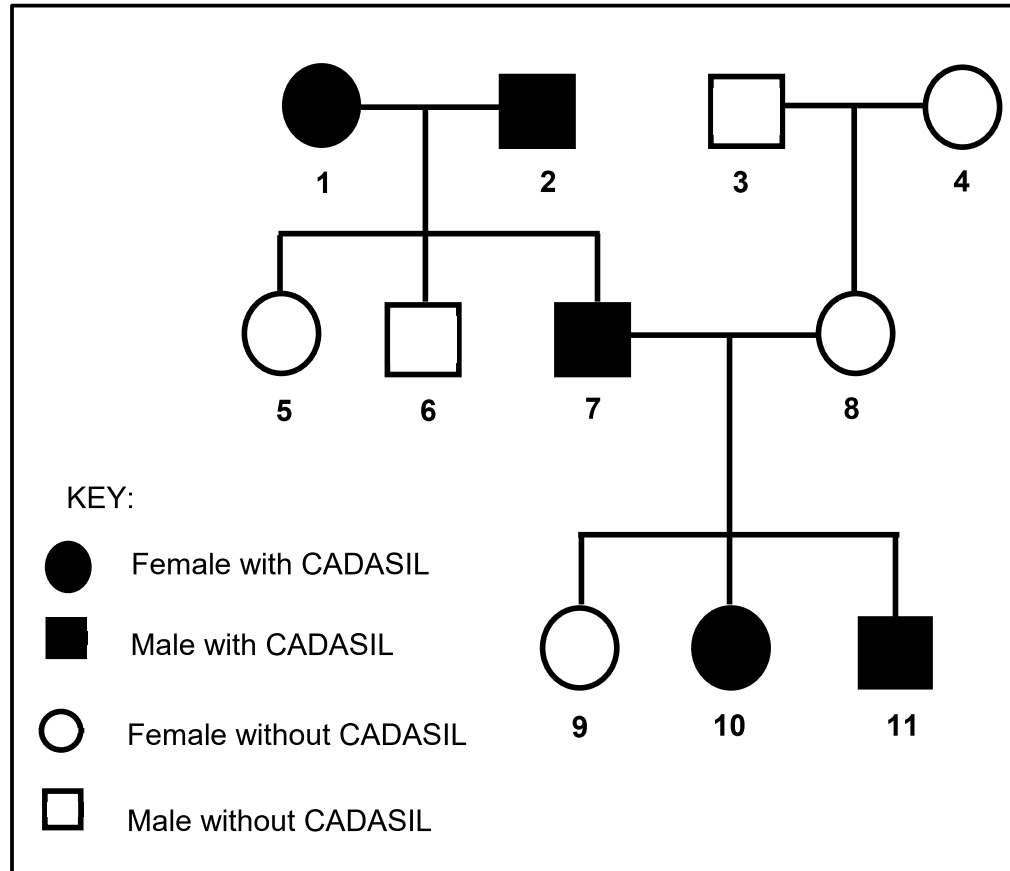 1 2 3 4
5 6 7 8
KEY:
Female with CADASIL
Male with CADASIL
9 10 11
Female without CADASIL
Male without CADASIL